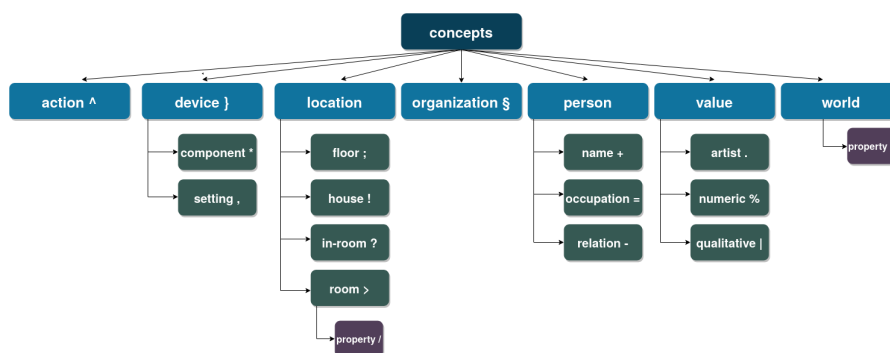 concepts
action ^
device }
location
organization §
person
value
world
component *
floor ;
name +
artist .
property
setting ,
house !
occupation =
numeric %
in-room ?
relation -
qualitative |
room >
property /